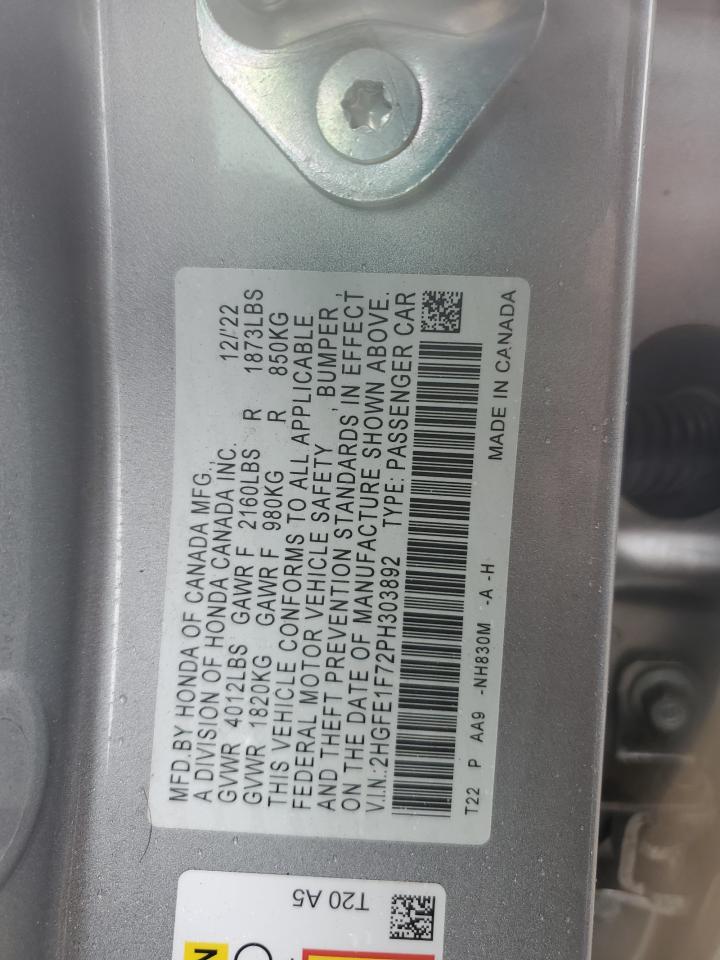 MFD.BY HONDA OF CANADA MFG.,
A DIVISION OF HONDA CANADA INC. 12/'22
GVWR 4012LBS GAWR F 2160LBS R 1873LBS
GVWR 1820KG GAWR F 980KG R 850KG
THIS VEHICLE CONFORMS TO ALL APPLICABLE
FEDERAL MOTOR VEHICLE SAFETY , BUMPER ,
AND THEFT PREVENTION STANDARDS IN EFFECT
ON THE DATE OF MANUFACTURE SHOWN ABOVE.
V.I.N.:2HGFE1F72PH303892 TYPE: PASSENGER CAR
T22 P AA9 -NH830M -A -H MADE IN CANADA
T20 A5